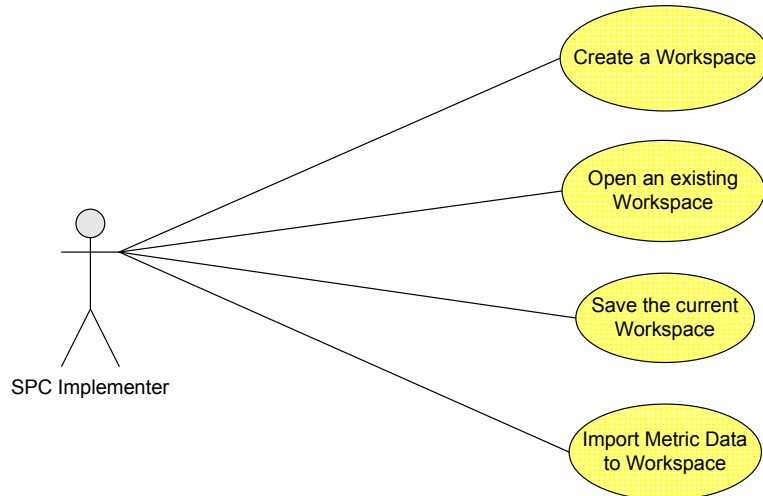 Create a Workspace
Open an existing
Workspace
Save the current
Workspace
SPC Implementer
Import Metric Data
to Workspace